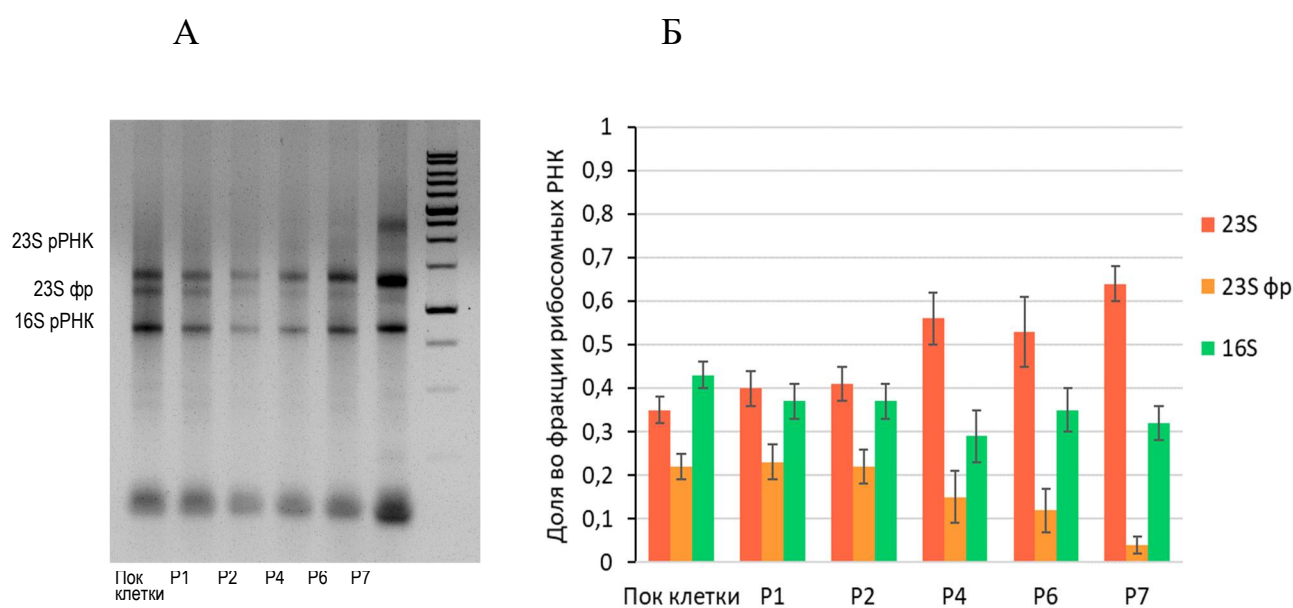 А
Б
23S рРНК
23S фр
16S рРНК
Пок клетки
Р1
Р2
Р4
Р6
Р7
Доля во фракции рибосомных РНК
1
0,9
0,8
0,7
0,6
0,5
0,4
0,3
0,2
0,1
0
Пок клетки
Р1
Р2
Р4
Р6
Р7
23S
23S фр
16S